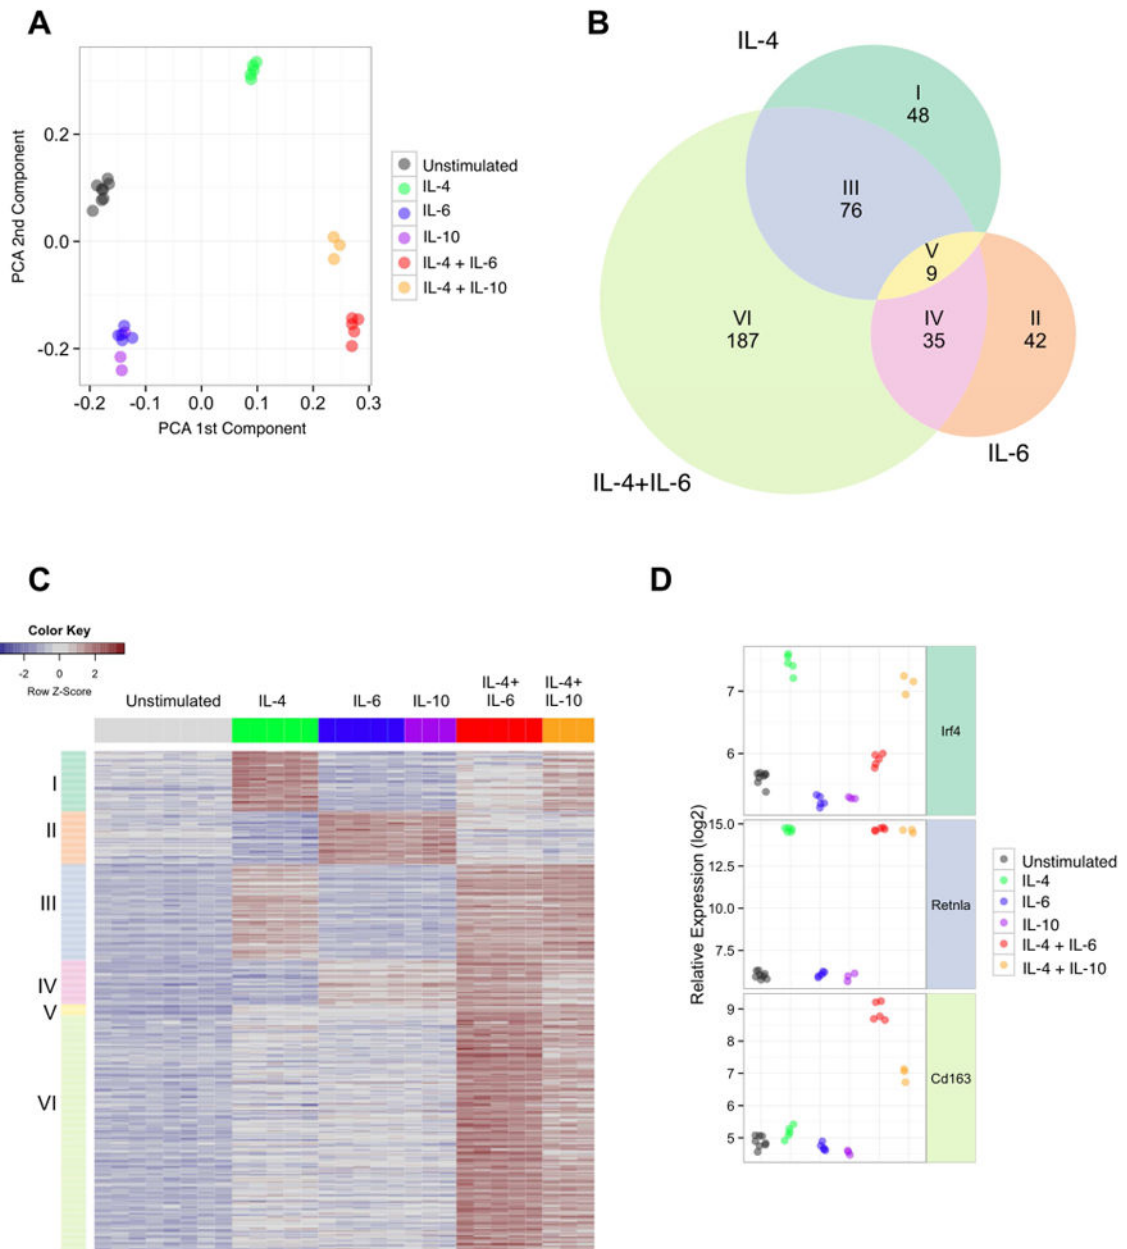 A
0.2
0.0
-0.2
-0.2
-0.1
0.0
0.1
0.2
0.3
PCA 2nd Component
PCA 1st Component
Unstimulated
IL-4
IL-6
IL-10
IL-4 + IL-6
IL-4 + IL-10
B
IL-4
I
48
III
76
V
9
VI
187
IV
35
II
42
IL-6
IL-4+IL-6
C
Color Key
-2
0
2
Row Z-Score
Unstimulated
IL-4
IL-6
IL-10
IL-4+
IL-6
IL-4+
IL-10
I
II
III
IV
V
VI
D
Relative Expression (log2)
7
6
Irf4
15.0
12.5
10.0
7.5
Retnla
9
8
7
6
5
Cd163
Unstimulated
IL-4
IL-6
IL-10
IL-4 + IL-6
IL-4 + IL-10